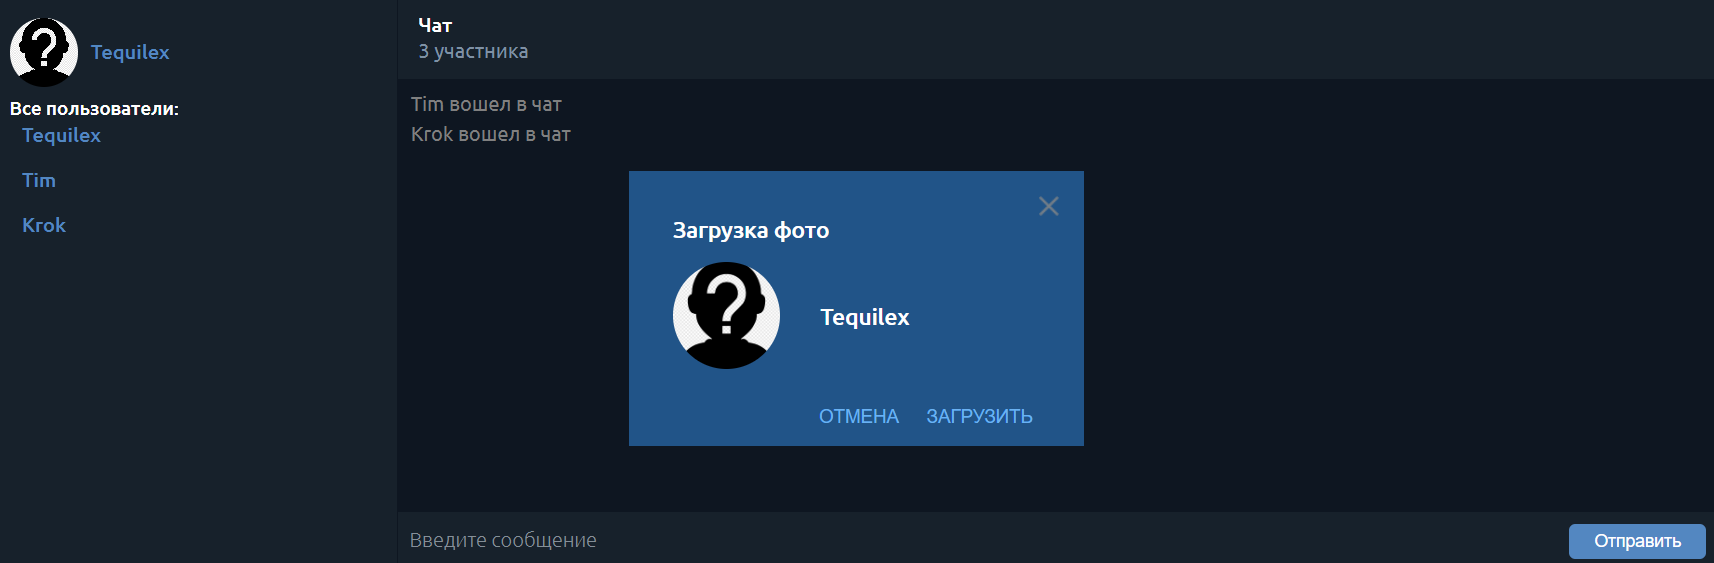 Tequilex
Все пользователи:
Tequilex
Tim
Krok
Чат
3 участника
Tim вошел в чат
Krok вошел в чат
Загрузка фото
Tequilex
ОТМЕНА ЗАГРУЗИТЬ
Введите сообщение
Отправить